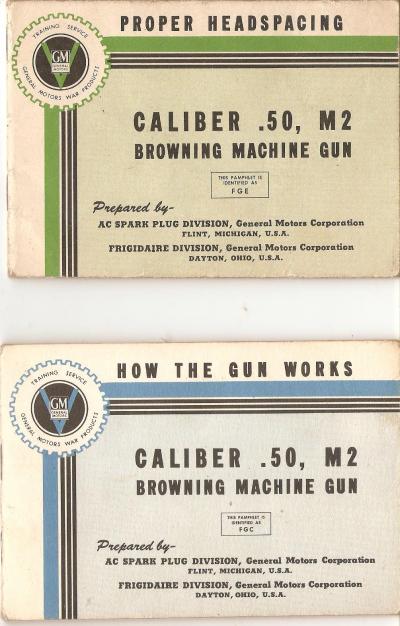 PROPER HEADSPACING
TRAINING SERVICE
GM
GENERAL MOTORS
GENERAL MOTORS WAR PRODUCTS
CALIBER .50, M2
BROWNING MACHINE GUN
THIS PAMPHLET IS
IDENTIFIED AS
FGE
Prepared by-
AC SPARK PLUG DIVISION, General Motors Corporation
FLINT, MICHIGAN, U.S.A.
FRIGIDAIRE DIVISION, General Motors Corporation
DAYTON, OHIO, U.S.A.
HOW THE GUN WORKS
TRAINING SERVICE
GM
GENERAL MOTORS
GENERAL MOTORS WAR PRODUCTS
CALIBER .50, M2
BROWNING MACHINE GUN
THIS PAMPHLET IS
IDENTIFIED AS
FGC
Prepared by-
AC SPARK PLUG DIVISION, General Motors Corporation
FLINT, MICHIGAN, U.S.A.
FRIGIDAIRE DIVISION, General Motors Corporation
DAYTON, OHIO, U.S.A.